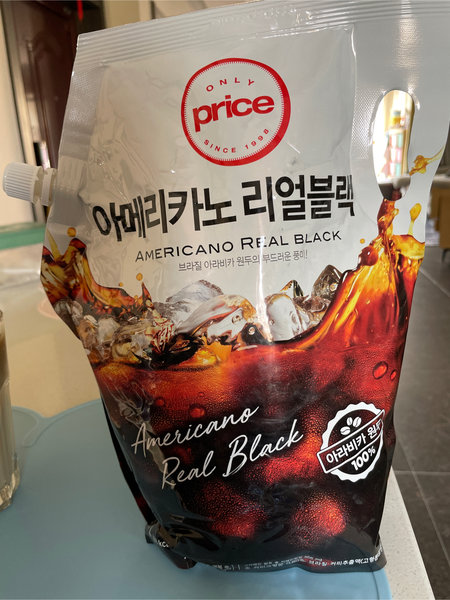 ONLY
price
SINCE 1998
아메리카노 리얼블랙
AMERICANO REAL BLACK
브라질 아라비카 원두의 부드러운 풍미!
Americano
Real Black
아라비카 원두
100%